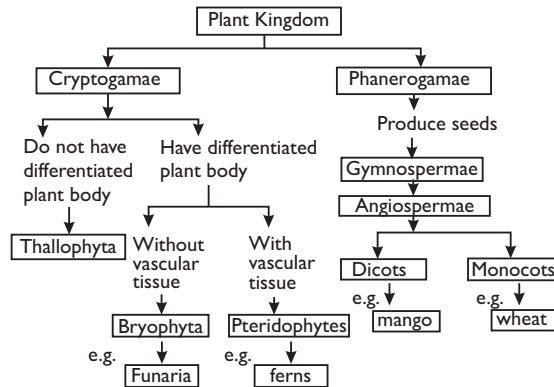 Plant Kingdom
Cryptogamae
Phanerogamae
Do not have
differentiated
plant body
Have differentiated
plant body
Produce seeds
Gymnospermae
Angiospermae
Thallophyta
Without
vascular
tissue
With
vascular
tissue
Dicots
Monocots
e.g.
mango
e.g.
wheat
Bryophyta
Pteridophytes
e.g.
Funaria
e.g.
ferns